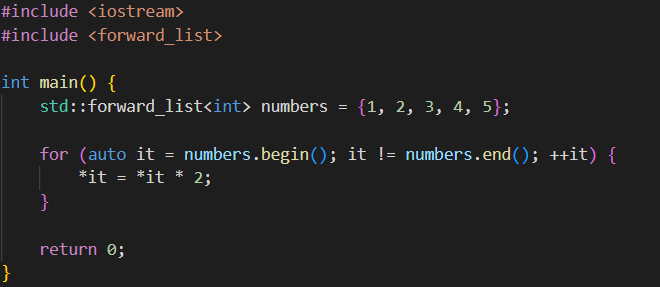 #include <iostream>
#include <forward_list>

int main() {
    std::forward_list<int> numbers = {1, 2, 3, 4, 5};

    for (auto it = numbers.begin(); it != numbers.end(); ++it) {
        *it = *it * 2;
    }

    return 0;
}